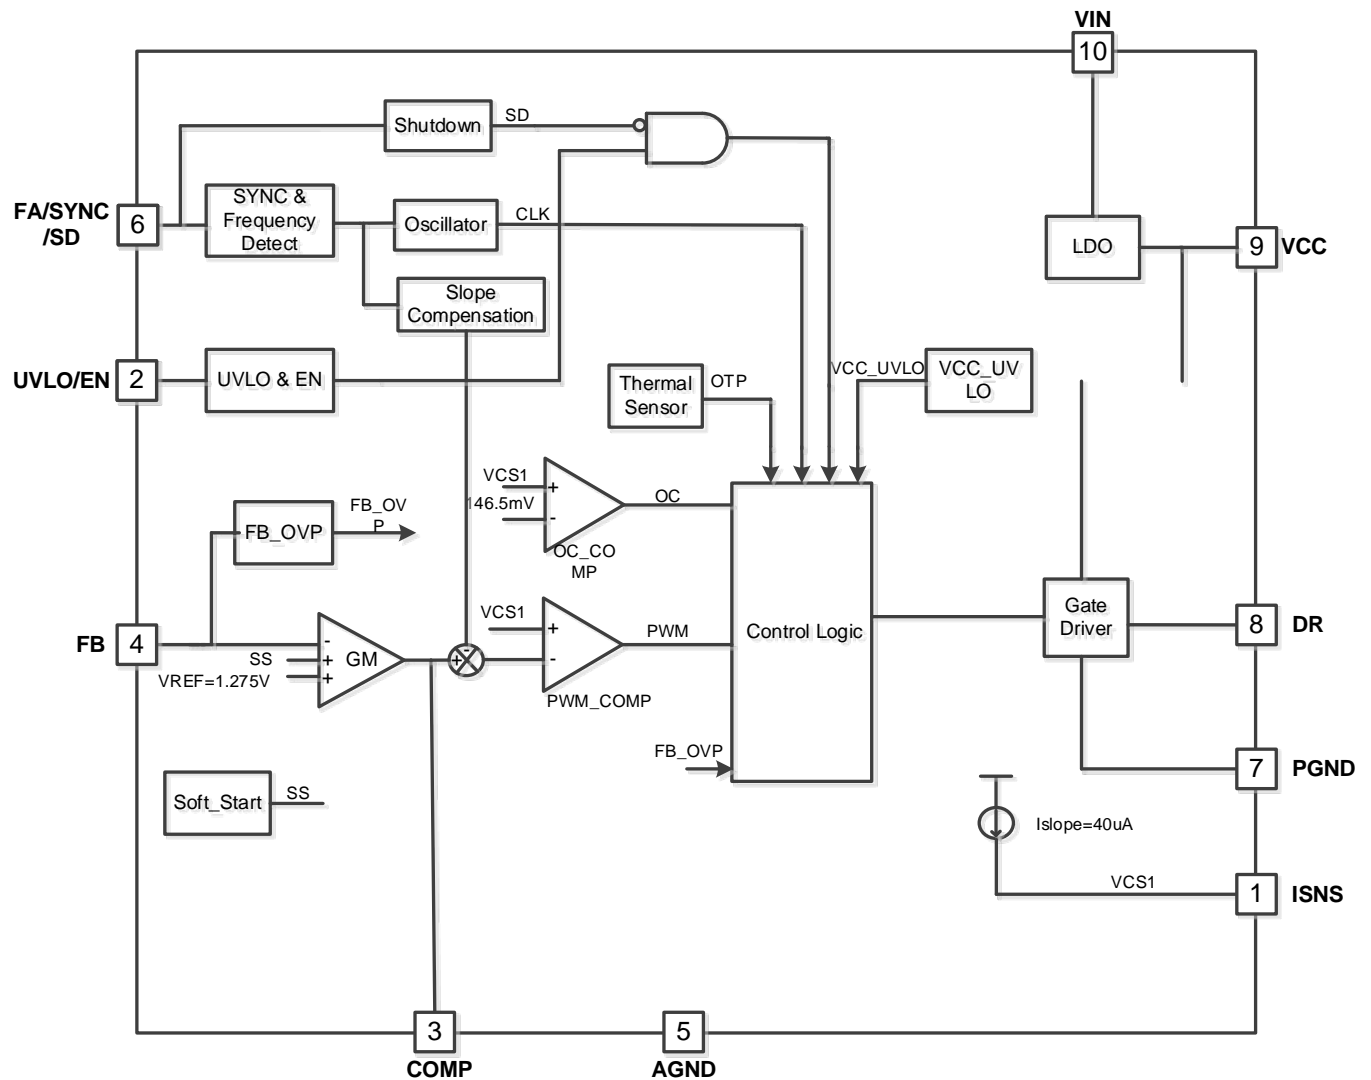 VIN
10
Shutdown
SD
FA/SYNC
/SD
6
SYNC &
Frequency
Detect
Oscillator
CLK
LDO
9
VCC
Slope
Compensation
UVLO/EN
2
UVLO & EN
Thermal
Sensor
OTP
VCC_UVLO
VCC_UV
LO
VCS1
+
146.5mV
-
OC
OC_CO
MP
FB_OVP
FB_OV
P
FB
4
-
SS
+
VREF=1.275V
+
GM
+
-
VCS1
+
-
PWM
PWM_COMP
Control Logic
Gate
Driver
8
DR
FB_OVP
7
PGND
Soft_Start
SS
Islope=40uA
VCS1
1
ISNS
3
COMP
5
AGND